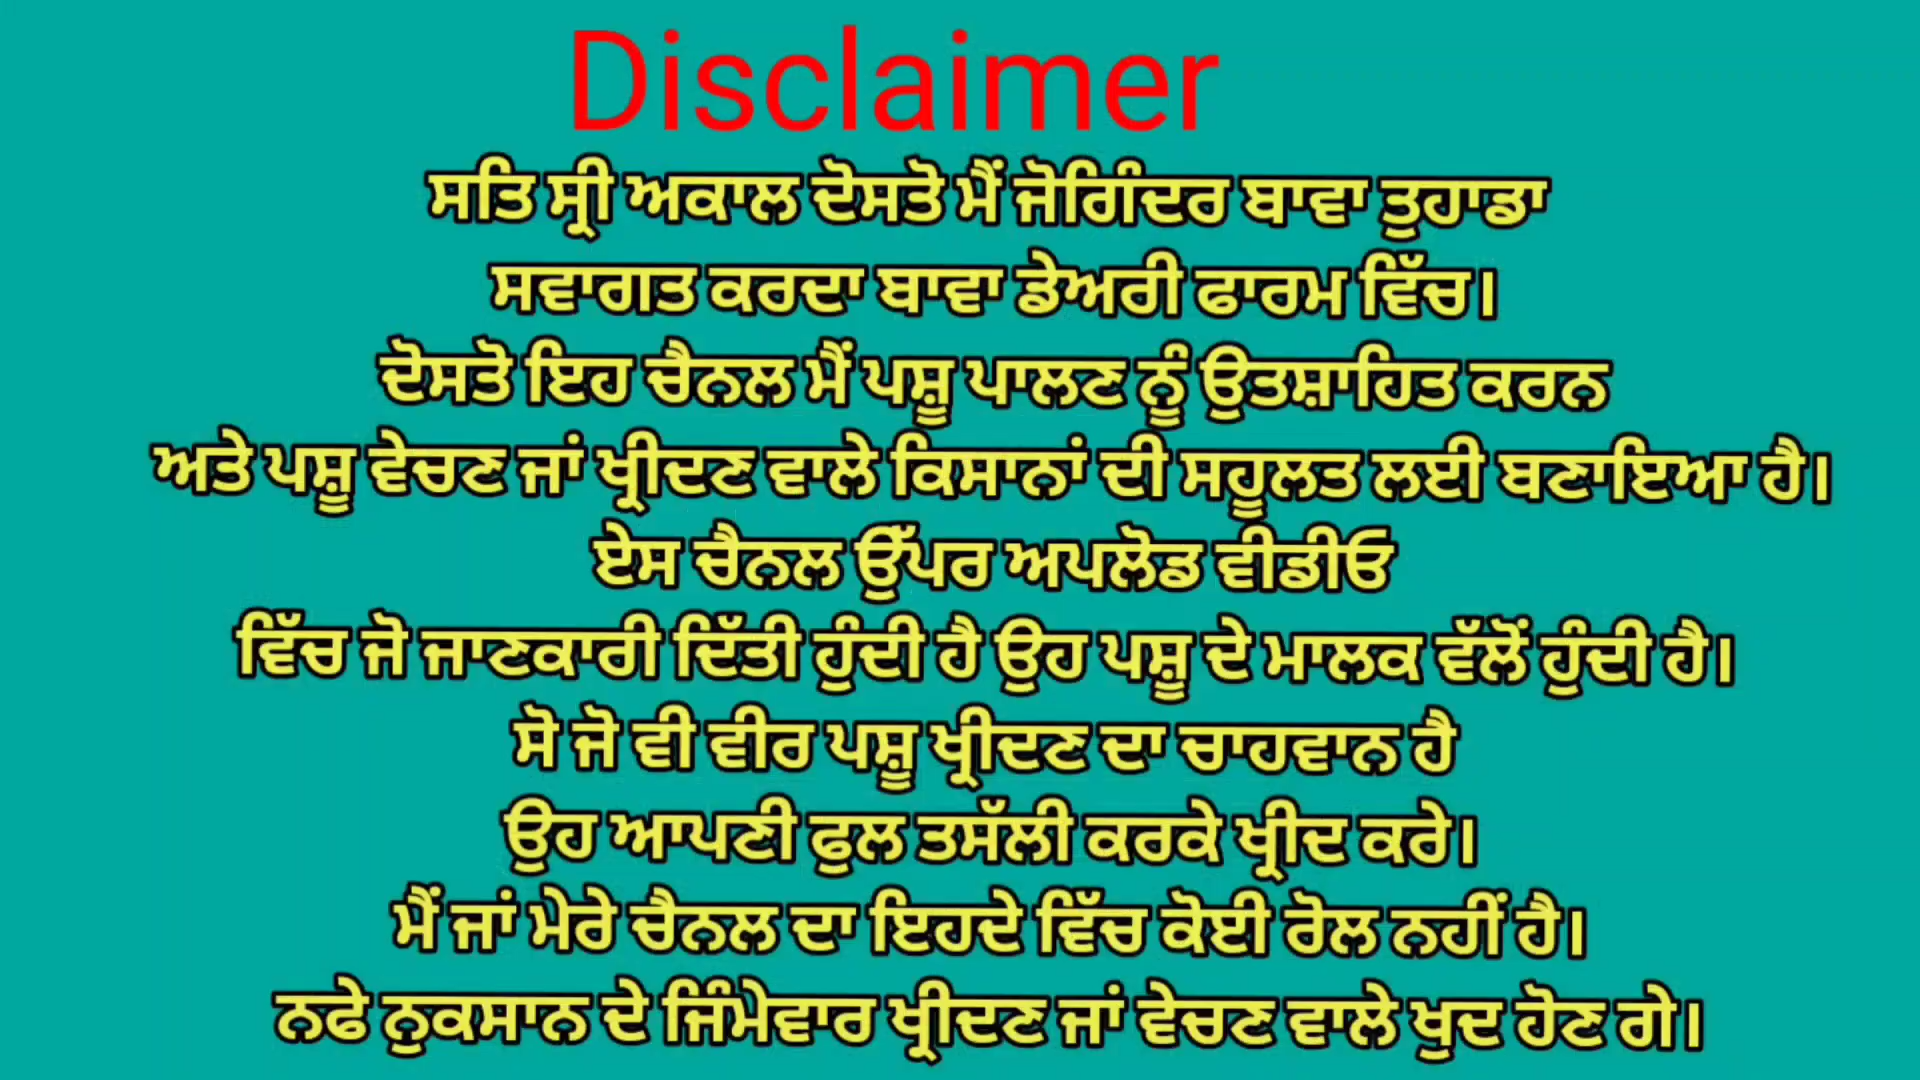 Disclaimer
ਸਤਿ ਸ੍ਰੀ ਅਕਾਲ ਦੋਸਤੋ ਮੈਂ ਜੋਗਿੰਦਰ ਬਾਵਾ ਤੁਹਾਡਾ
ਸਵਾਗਤ ਕਰਦਾ ਬਾਵਾ ਡੇਅਰੀ ਫਾਰਮ ਵਿੱਚ।
ਦੋਸਤੋ ਇਹ ਚੈਨਲ ਮੈਂ ਪਸ਼ੂ ਪਾਲਣ ਨੂੰ ਉਤਸ਼ਾਹਿਤ ਕਰਨ
ਅਤੇ ਪਸ਼ੂ ਵੇਚਣ ਜਾਂ ਖ੍ਰੀਦਣ ਵਾਲੇ ਕਿਸਾਨਾਂ ਦੀ ਸਹੂਲਤ ਲਈ ਬਣਾਇਆ ਹੈ।
ਏਸ ਚੈਨਲ ਉੱਪਰ ਅਪਲੋਡ ਵੀਡੀਓ
ਵਿੱਚ ਜੋ ਜਾਣਕਾਰੀ ਦਿੱਤੀ ਹੁੰਦੀ ਹੈ ਉਹ ਪਸ਼ੂ ਦੇ ਮਾਲਕ ਵੱਲੋਂ ਹੁੰਦੀ ਹੈ।
ਸੋ ਜੋ ਵੀ ਵੀਰ ਪਸ਼ੂ ਖ੍ਰੀਦਣ ਦਾ ਚਾਹਵਾਨ ਹੈ
ਉਹ ਆਪਣੀ ਫੁਲ ਤਸੱਲੀ ਕਰਕੇ ਖ੍ਰੀਦ ਕਰੇ।
ਮੈਂ ਜਾਂ ਮੇਰੇ ਚੈਨਲ ਦਾ ਇਹਦੇ ਵਿੱਚ ਕੋਈ ਰੋਲ ਨਹੀਂ ਹੈ।
ਨਫੇ ਨੁਕਸਾਨ ਦੇ ਜਿੰਮੇਵਾਰ ਖ੍ਰੀਦਣ ਜਾਂ ਵੇਚਣ ਵਾਲੇ ਖੁਦ ਹੋਣ ਗੇ।